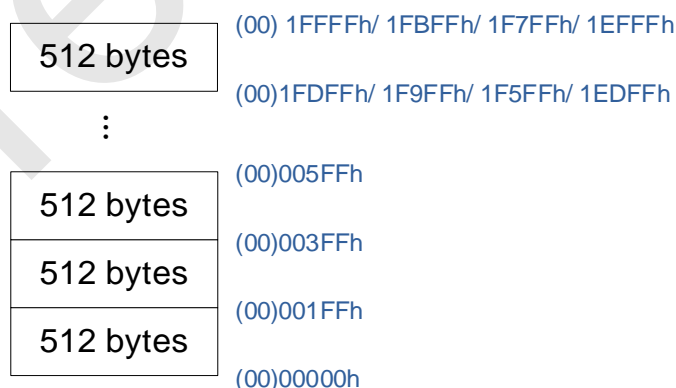 (00) 1FFFFh/ 1FBFFh/ 1F7FFh/ 1EFFFh
512 bytes
(00)1FDFFh/ 1F9FFh/ 1F5FFh/ 1EDFFh
⋮
(00)005FFh
512 bytes
(00)003FFh
512 bytes
(00)001FFh
512 bytes
(00)00000h